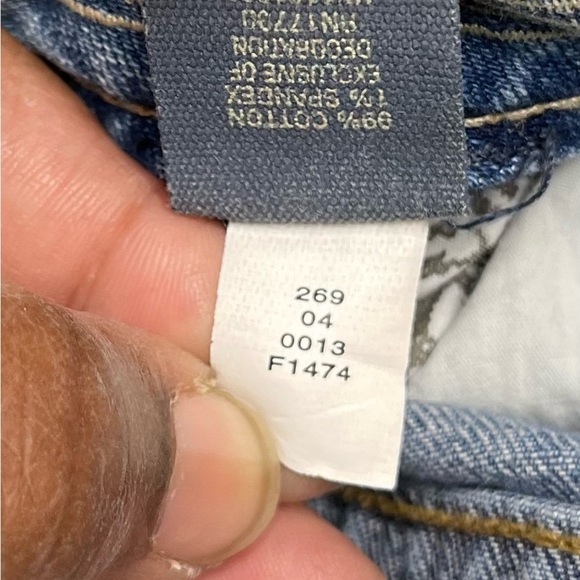 99% COTTON
1% SPANDEX
EXCLUSIVE OF
DECORATION
RN17730
269
04
0013
F1474